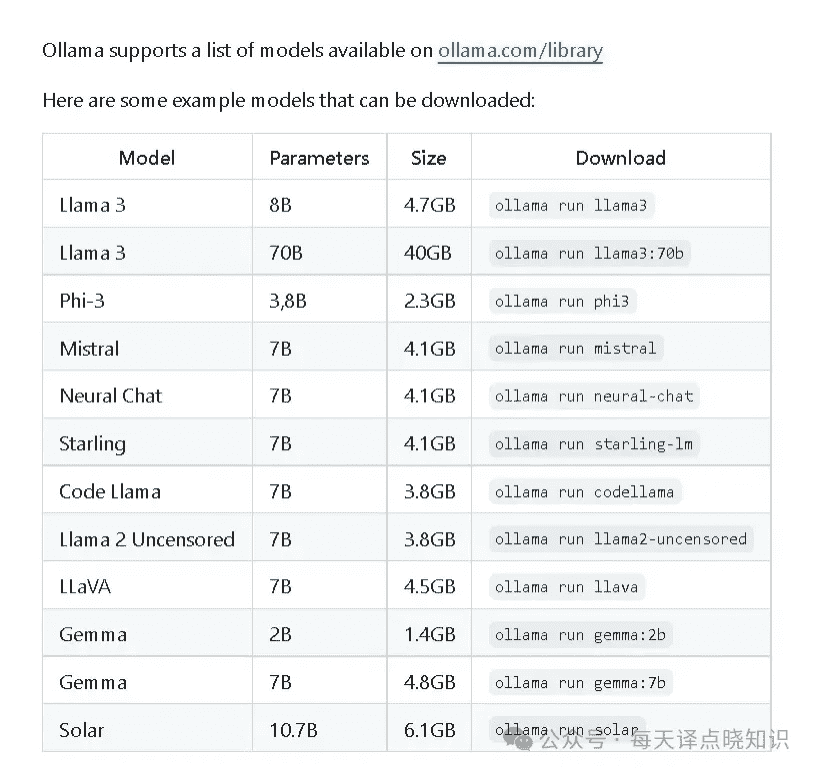 Ollama supports a list of models available on ollama.com/library
Here are some example models that can be downloaded:
Model Parameters Size Download
Llama 3 8B 4.7GB ollama run llama3
Llama 3 70B 40GB ollama run llama3:70b
Phi-3 3,8B 2.3GB ollama run phi3
Mistral 7B 4.1GB ollama run mistral
Neural Chat 7B 4.1GB ollama run neural-chat
Starling 7B 4.1GB ollama run starling-lm
Code Llama 7B 3.8GB ollama run codellama
Llama 2 Uncensored 7B 3.8GB ollama run llama2-uncensored
LLaVA 7B 4.5GB ollama run llava
Gemma 2B 1.4GB ollama run gemma:2b
Gemma 7B 4.8GB ollama run gemma:7b
Solar 10.7B 6.1GB ollama run solar
公众号 · 每天译点晓知识